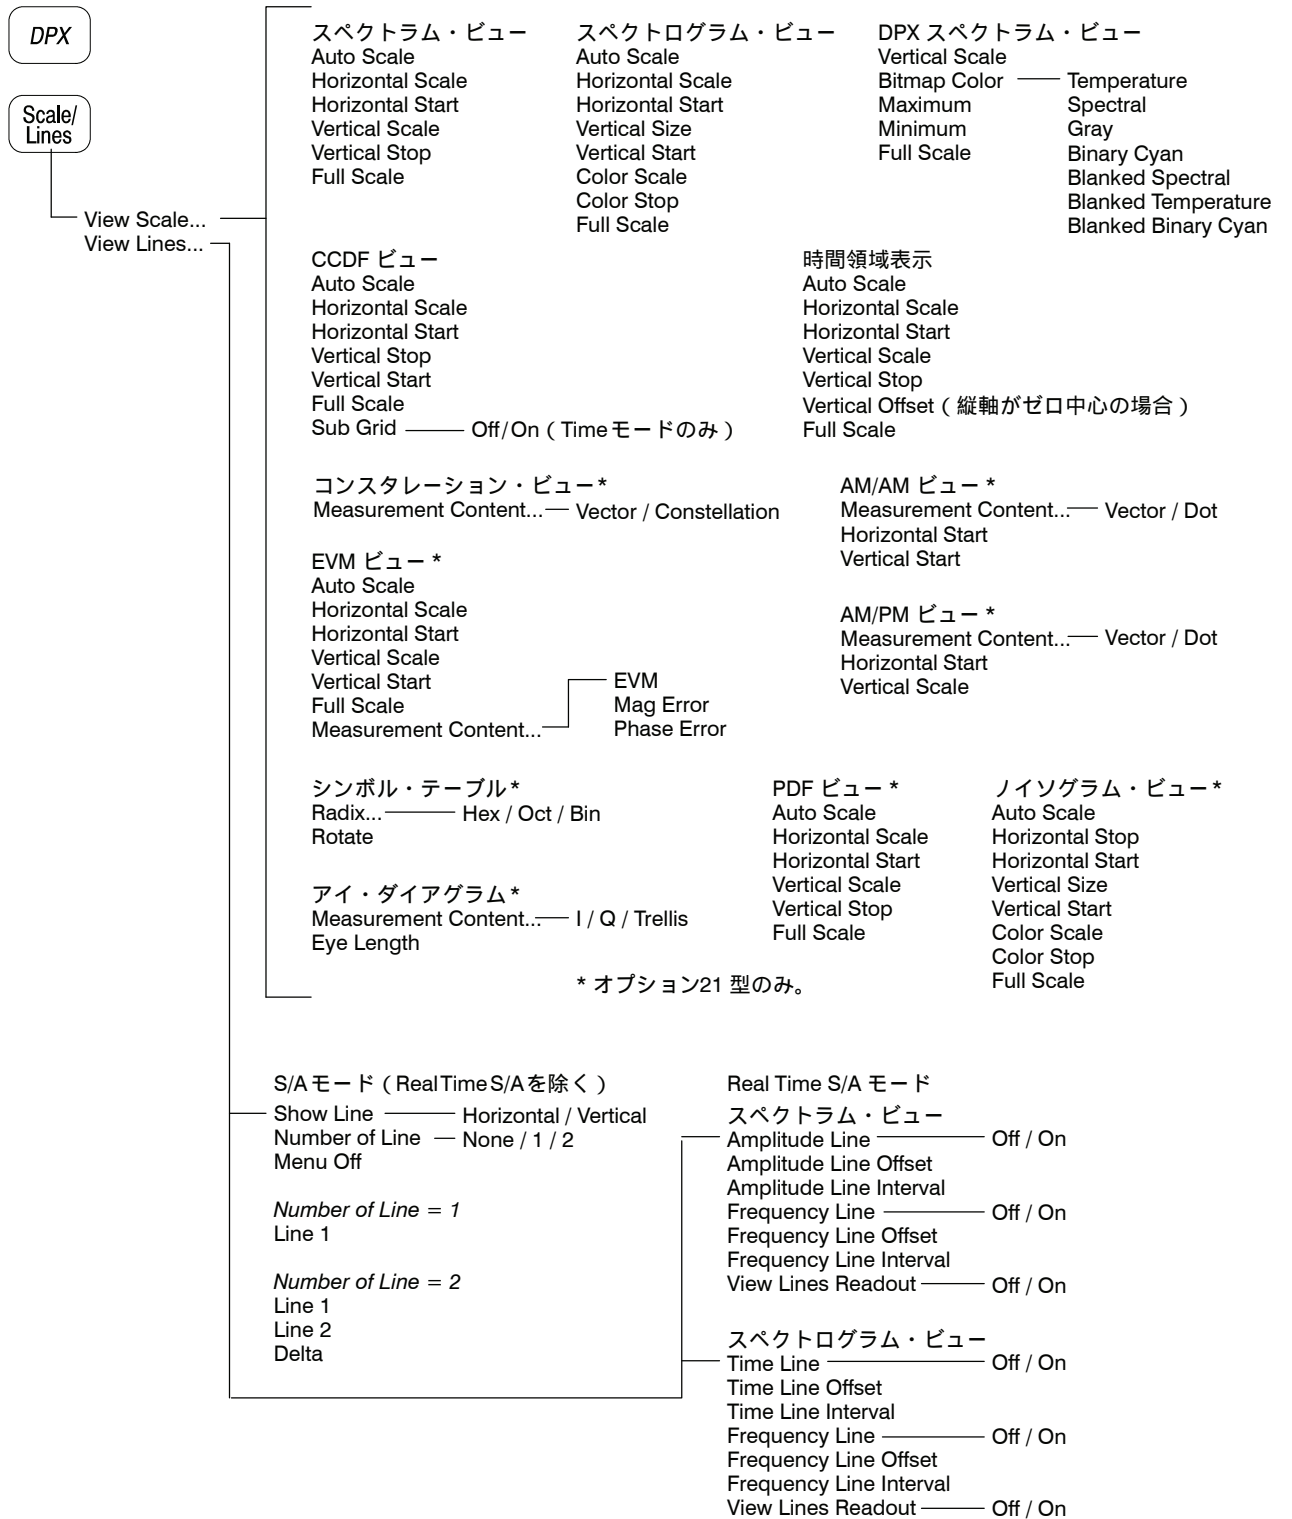 DPX
Scale/
Lines
View Scale...
View Lines...
スペクトラム・ビュー
Auto Scale
Horizontal Scale
Horizontal Start
Vertical Scale
Vertical Stop
Full Scale
スペクトログラム・ビュー
Auto Scale
Horizontal Scale
Horizontal Start
Vertical Size
Vertical Start
Color Scale
Color Stop
Full Scale
DPX スペクトラム・ビュー
Vertical Scale
Bitmap Color
Maximum
Minimum
Full Scale
Temperature
Spectral
Gray
Binary Cyan
Blanked Spectral
Blanked Temperature
Blanked Binary Cyan
CCDF ビュー
Auto Scale
Horizontal Scale
Horizontal Start
Vertical Stop
Vertical Start
Full Scale
Sub Grid Off/On（Timeモードのみ）
時間領域表示
Auto Scale
Horizontal Scale
Horizontal Start
Vertical Scale
Vertical Stop
Vertical Offset（縦軸がゼロ中心の場合）
Full Scale
コンスタレーション・ビュー*
Measurement Content... Vector / Constellation
AM/AM ビュー*
Measurement Content... Vector / Dot
Horizontal Start
Vertical Start
EVM ビュー*
Auto Scale
Horizontal Scale
Horizontal Start
Vertical Scale
Vertical Start
Full Scale
Measurement Content...
EVM
Mag Error
Phase Error
AM/PM ビュー*
Measurement Content... Vector / Dot
Horizontal Start
Vertical Scale
シンボル・テーブル*
Radix... Hex / Oct / Bin
Rotate
PDF ビュー*
Auto Scale
Horizontal Scale
Horizontal Start
Vertical Scale
Vertical Stop
Full Scale
ノイソグラム・ビュー*
Auto Scale
Horizontal Stop
Horizontal Start
Vertical Size
Vertical Start
Color Scale
Color Stop
Full Scale
アイ・ダイアグラム*
Measurement Content... I / Q / Trellis
Eye Length
* オプション21 型のみ。
S/Aモード（Real Time S/Aを除く）
Show Line Horizontal / Vertical
Number of Line None / 1 / 2
Menu Off
Number of Line = 1
Line 1
Number of Line = 2
Line 1
Line 2
Delta
Real Time S/A モード
スペクトラム・ビュー
Amplitude Line Off / On
Amplitude Line Offset
Amplitude Line Interval
Frequency Line Off / On
Frequency Line Offset
Frequency Line Interval
View Lines Readout Off / On
スペクトログラム・ビュー
Time Line Off / On
Time Line Offset
Time Line Interval
Frequency Line Off / On
Frequency Line Offset
Frequency Line Interval
View Lines Readout Off / On